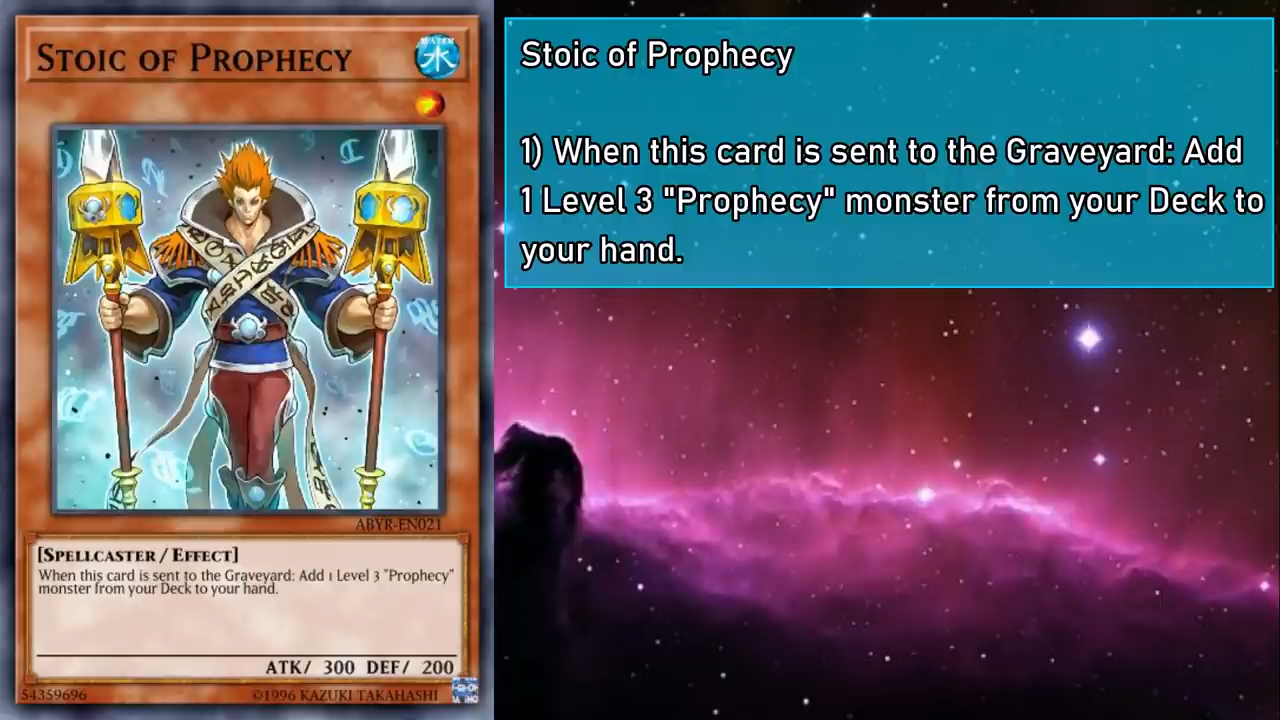 STOIC OF PROPHECY
WATER
水
ABYR-EN021
[SPELLCASTER / EFFECT]
When this card is sent to the Graveyard: Add 1 Level 3 "Prophecy"
monster from your Deck to your hand.
ATK/ 300 DEF/ 200
54359696
©1996 KAZUKI TAKAHASHI
Stoic of Prophecy
1) When this card is sent to the Graveyard: Add
1 Level 3 "Prophecy" monster from your Deck to
your hand.